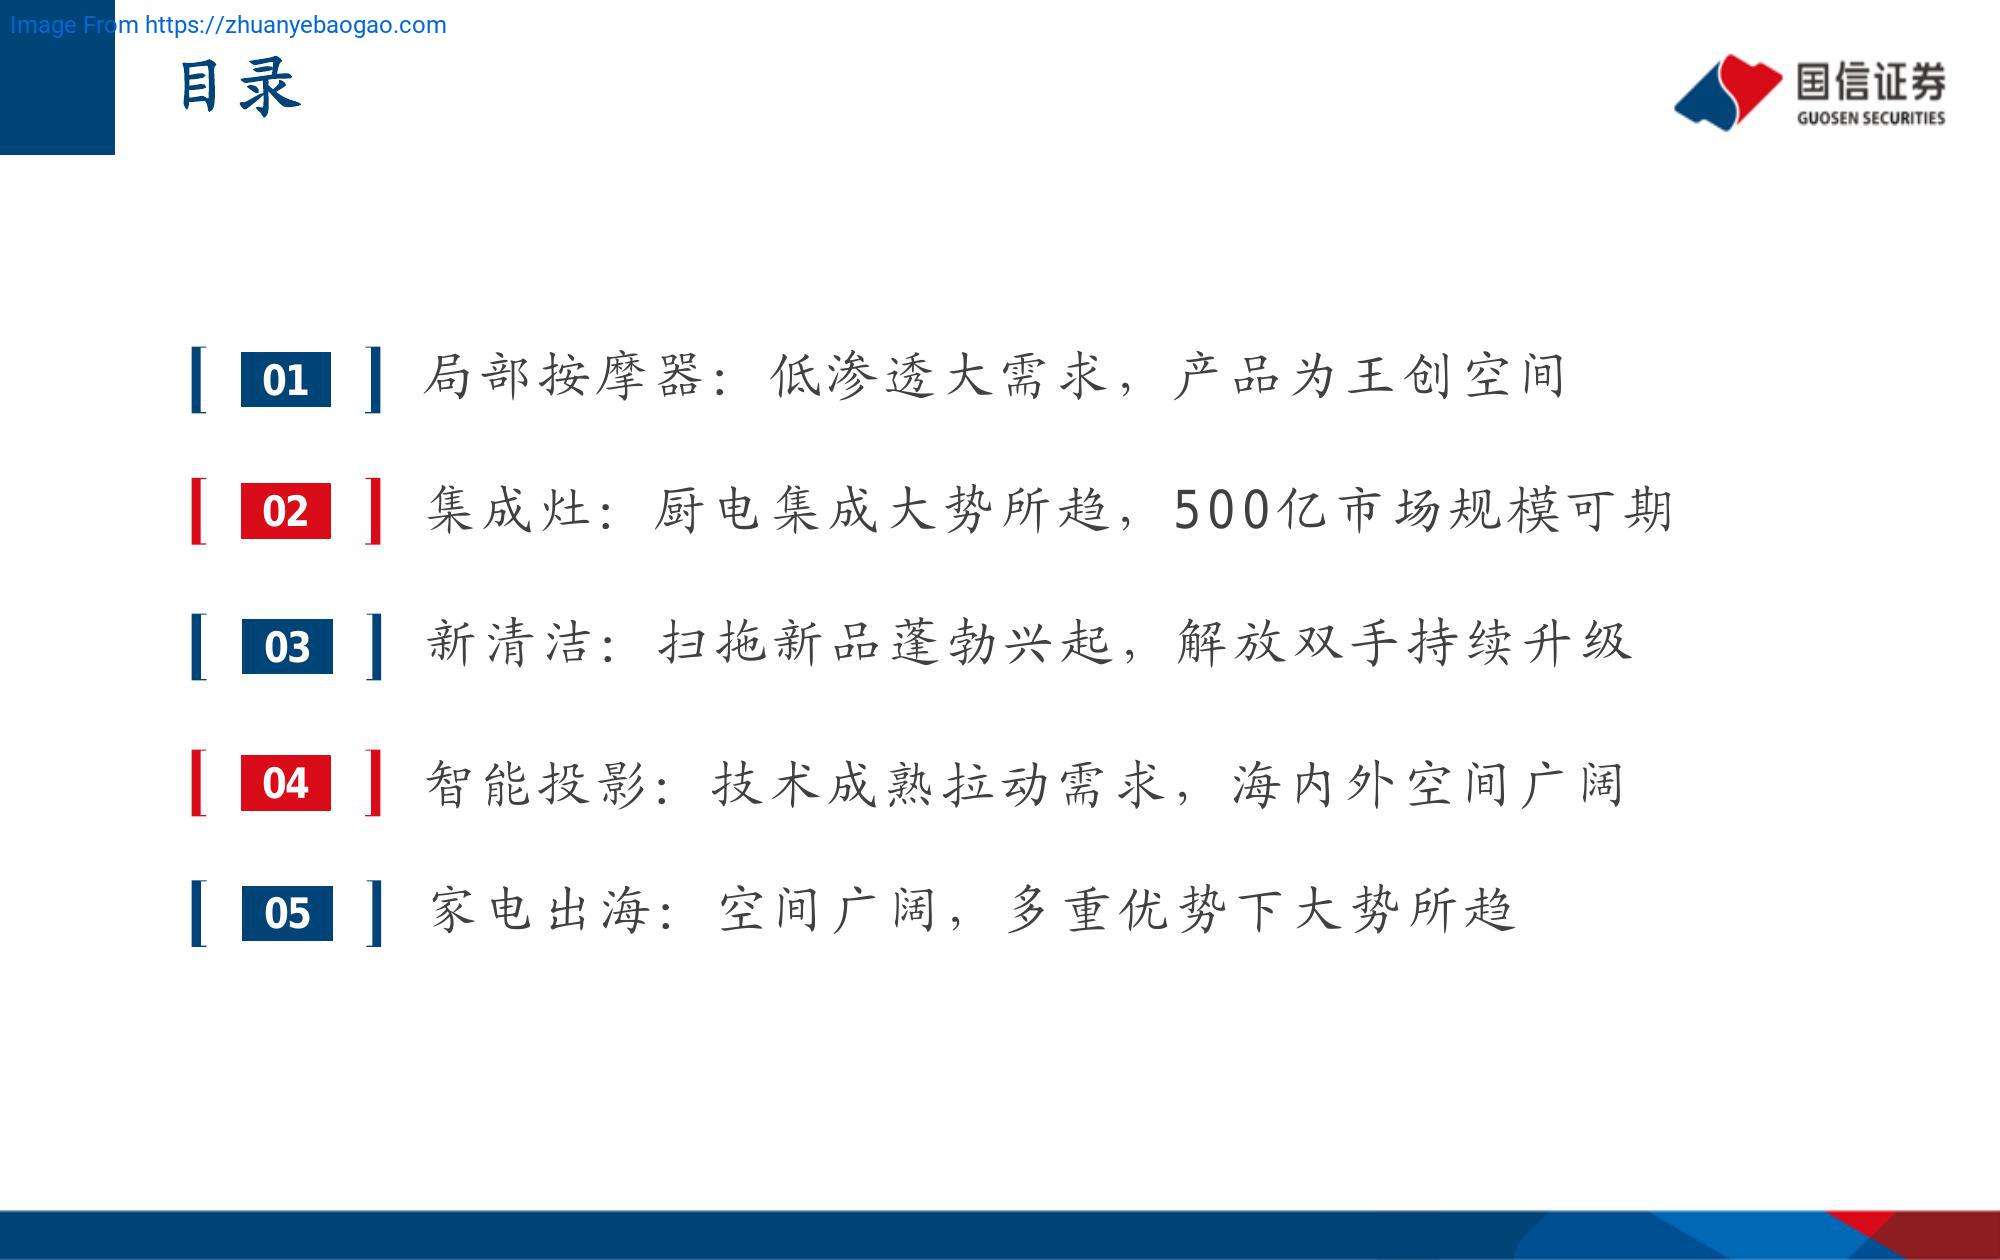 Image From https://zhuanyebaogao.com
目录
国信证券
GUOSEN SECURITIES
01 局部按摩器：低渗透大需求，产品为王创空间
02 集成灶：厨电集成大势所趋，500亿市场规模可期
03 新清洁：扫拖新品蓬勃兴起，解放双手持续升级
04 智能投影：技术成熟拉动需求，海内外空间广阔
05 家电出海：空间广阔，多重优势下大势所趋